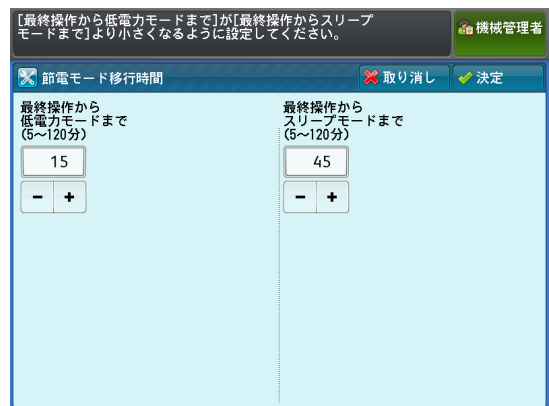 [最終操作から低電力モードまで]が[最終操作からスリープ
モードまで]より小さくなるように設定してください。
機械管理者
節電モード移行時間
取り消し
決定
最終操作から
低電力モードまで
(5～120分)
15
− +
最終操作から
スリープモードまで
(5～120分)
45
− +